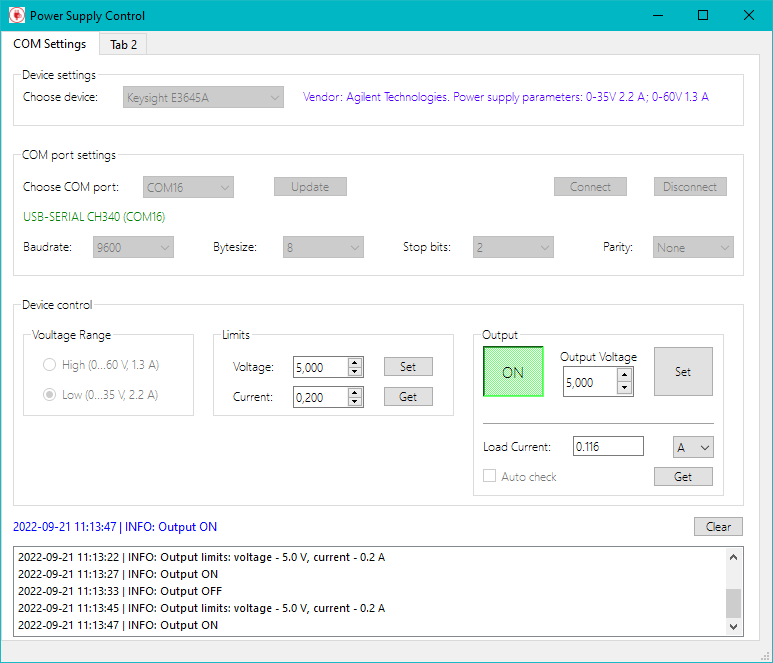 Power Supply Control
COM Settings Tab 2
Device settings
Choose device: Keysight E3645A Vendor: Agilent Technologies. Power supply parameters: 0-35V 2.2 A; 0-60V 1.3 A
COM port settings
Choose COM port: COM16 Update Connect Disconnect
USB-SERIAL CH340 (COM16)
Baudrate: 9600 Bytesize: 8 Stop bits: 2 Parity: None
Device control
Voultage Range Limits Output
High (0...60 V, 1.3 A) Voltage: 5,000 Set ON Output Voltage 5,000 Set
Low (0...35 V, 2.2 A) Current: 0,200 Get
Load Current: 0.116 A
Auto check Get
2022-09-21 11:13:47 | INFO: Output ON Clear
2022-09-21 11:13:22 | INFO: Output limits: voltage - 5.0 V, current - 0.2 A
2022-09-21 11:13:27 | INFO: Output ON
2022-09-21 11:13:33 | INFO: Output OFF
2022-09-21 11:13:45 | INFO: Output limits: voltage - 5.0 V, current - 0.2 A
2022-09-21 11:13:47 | INFO: Output ON